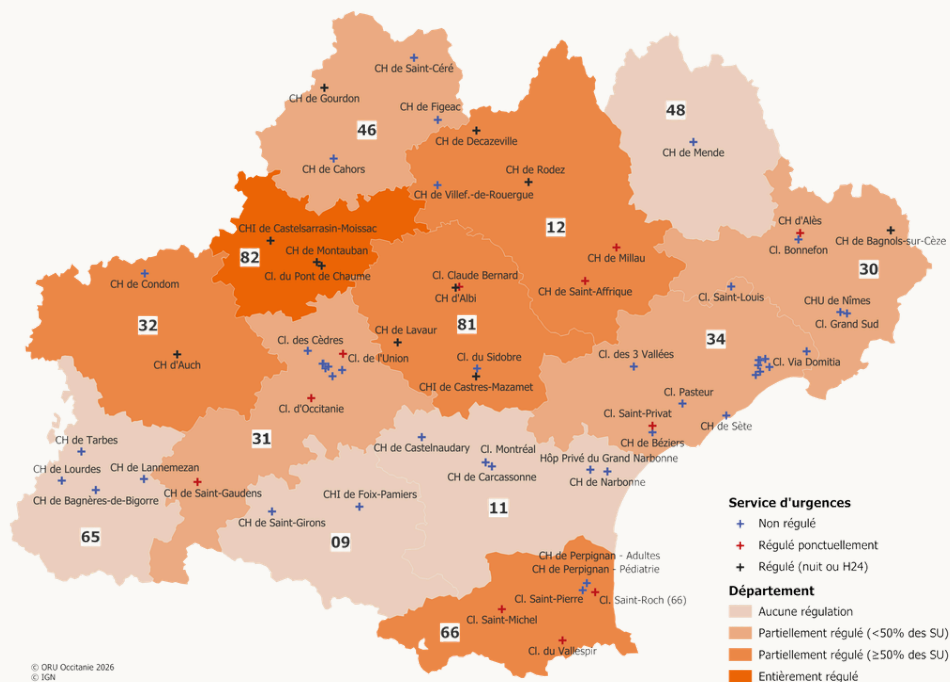 CH de Saint-Céré
CH de Gourdon
CH de Figeac
46
48
CH de Decazeville
CH de Mende
CH de Cahors
CH de Rodez
CH de Villef.-de-Rouergue
CH d'Alès
12
CHI de Castelsarrasin-Moissac
CH de Bagnols-sur-Cèze
Cl. Bonnefon
CH de Montauban
82
CH de Millau
30
Cl. du Pont de Chaume
Cl. Claude Bernard
CH de Condom
CH de Saint-Affrique
CH d'Albi
Cl. Saint-Louis
CHU de Nîmes
32
81
Cl. Grand Sud
CH de Lavaur
34
Cl. des Cèdres
Cl. de l'Union
Cl. des 3 Vallées
Cl. Via Domitia
CH d'Auch
Cl. du Sidobre
CHI de Castres-Mazamet
Cl. Pasteur
Cl. d'Occitanie
Cl. Saint-Privat
CH de Sète
31
CH de Béziers
CH de Tarbes
CH de Castelnaudary
Cl. Montréal
Hôp Privé du Grand Narbonne
CH de Lourdes
CH de Lannemezan
CH de Carcassonne
CH de Narbonne
CH de Bagnères-de-Bigorre
CH de Saint-Gaudens
CHI de Foix-Pamiers
11
CH de Saint-Girons
65
09
CH de Perpignan - Adultes
CH de Perpignan - Pédiatrie
Cl. Saint-Pierre
Cl. Saint-Roch (66)
Cl. Saint-Michel
66
Cl. du Vallespir
Service d'urgences
Non régulé
Régulé ponctuellement
Régulé (nuit ou H24)
Département
Aucune régulation
Partiellement régulé (<50% des SU)
Partiellement régulé (≥50% des SU)
Entièrement régulé
© ORU Occitanie 2026
© IGN